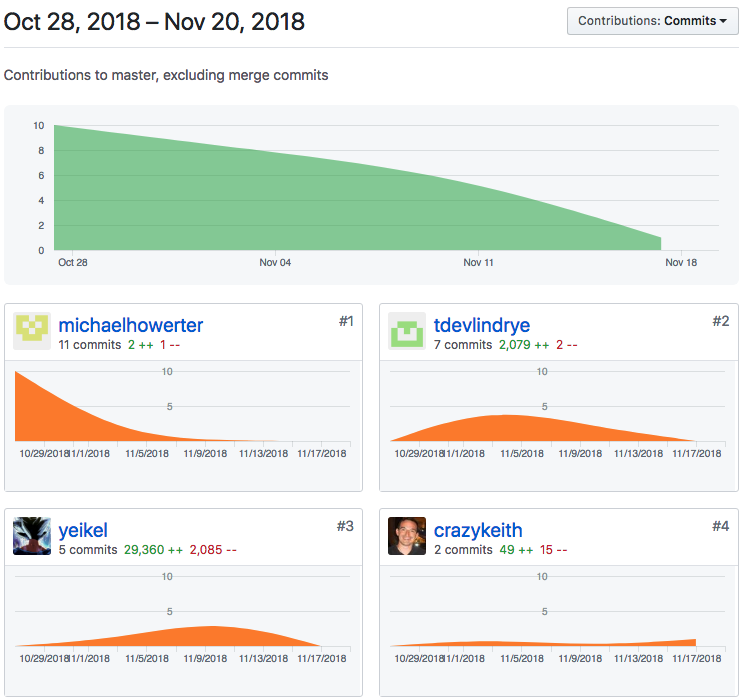 Oct 28, 2018 – Nov 20, 2018
Contributions: Commits
Contributions to master, excluding merge commits
10
8
6
4
2
0
Oct 28 Nov 04 Nov 11 Nov 18
michaelhowerter #1
11 commits 2 ++ 1 --
10
5
10/29/2018 11/1/2018 11/5/2018 11/9/2018 11/13/2018 11/17/2018
tdevlindrye #2
7 commits 2,079 ++ 2 --
10
5
10/29/2018 11/1/2018 11/5/2018 11/9/2018 11/13/2018 11/17/2018
yeikel #3
5 commits 29,360 ++ 2,085 --
10
5
10/29/2018 11/1/2018 11/5/2018 11/9/2018 11/13/2018 11/17/2018
crazykeith #4
2 commits 49 ++ 15 --
10
5
10/29/2018 11/1/2018 11/5/2018 11/9/2018 11/13/2018 11/17/2018